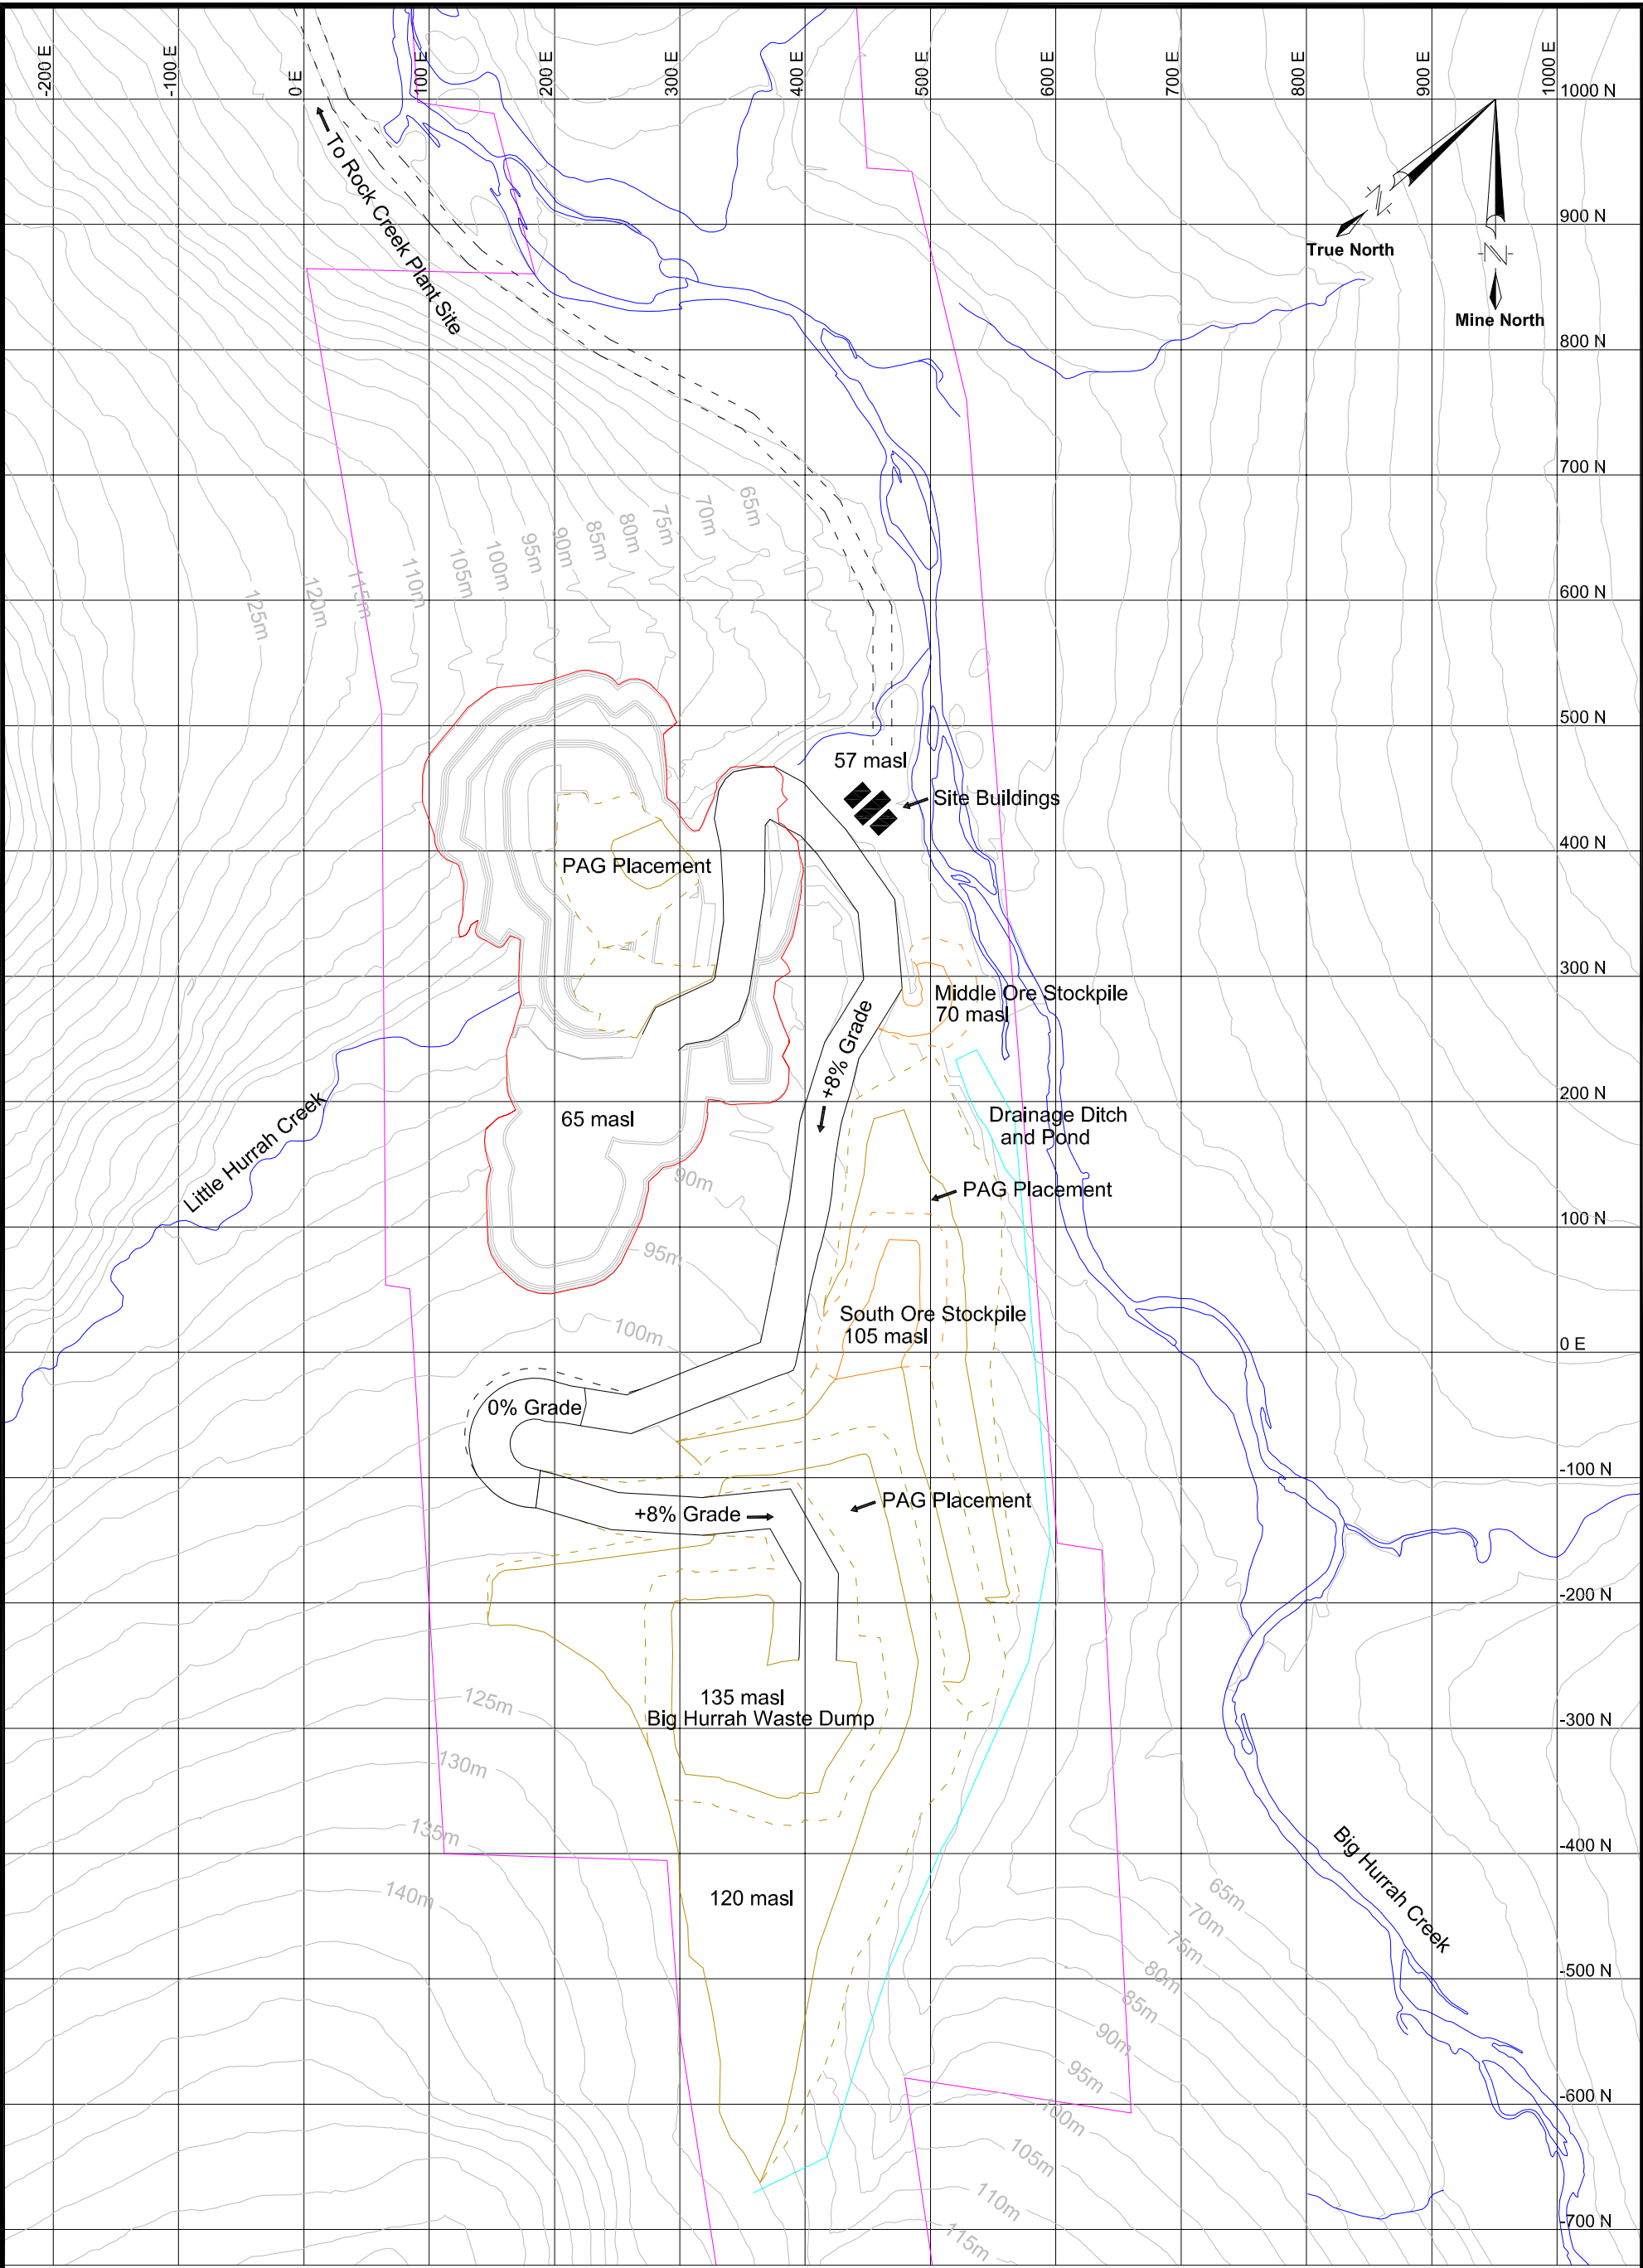 -200 E
-100 E
0 E
100 E
200 E
300 E
400 E
500 E
600 E
700 E
800 E
900 E
1000 E
1000 N
To Rock Creek Plant Site
900 N
True North
N
N
Mine North
800 N
700 N
65m
70m
75m
80m
85m
90m
95m
100m
105m
110m
115m
120m
125m
600 N
500 N
57 masl
Site Buildings
400 N
PAG Placement
300 N
Middle Ore Stockpile
70 masl
+8% Grade
200 N
Little Hurrah Creek
65 masl
Drainage Ditch
and Pond
90m
PAG Placement
100 N
95m
South Ore Stockpile
105 masl
100m
0 E
0% Grade
-100 N
PAG Placement
+8% Grade
-200 N
135 masl
Big Hurrah Waste Dump
125m
-300 N
130m
135m
-400 N
Big Hurrah Creek
140m
120 masl
65m
70m
75m
80m
85m
90m
95m
100m
105m
110m
115m
-500 N
-600 N
-700 N